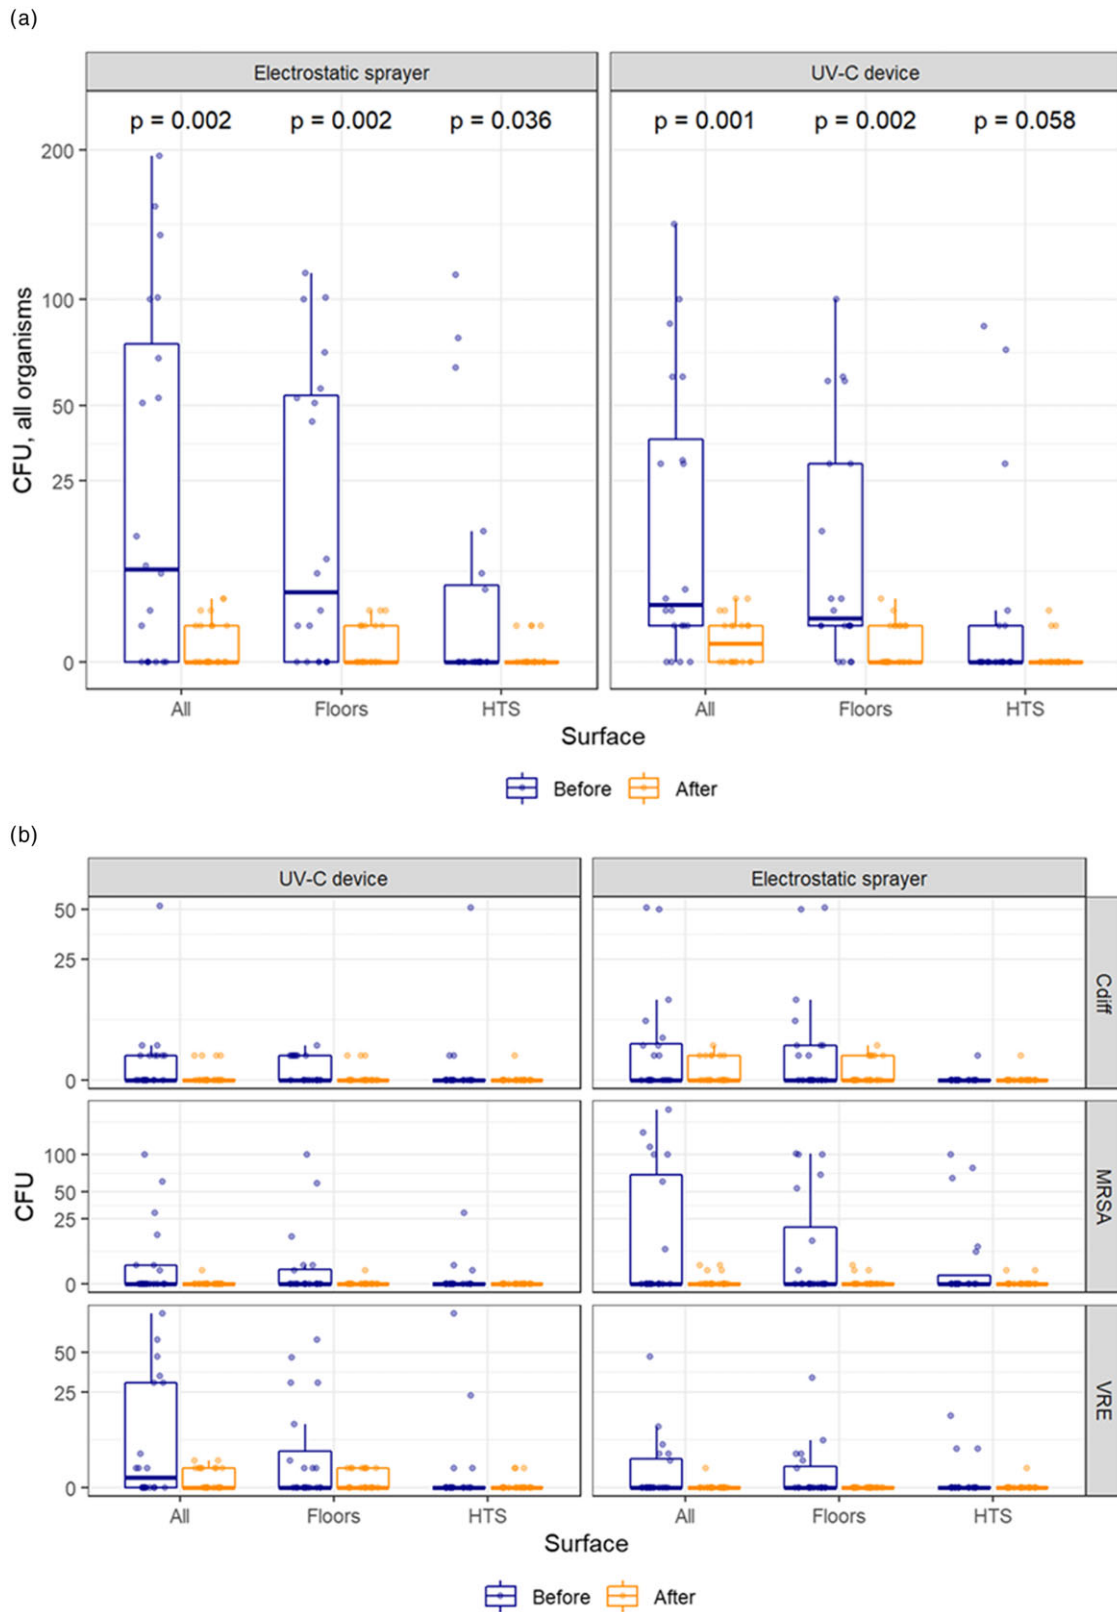 (a)
Electrostatic sprayer UV-C device
p = 0.002 p = 0.002 p = 0.036 p = 0.001 p = 0.002 p = 0.058
200
100
50
25
0
CFU, all organisms
All Floors HTS All Floors HTS
Surface
Before After
(b)
UV-C device Electrostatic sprayer
50
25
0
Cdiff
100
50
25
0
CFU
MRSA
50
25
0
VRE
All Floors HTS All Floors HTS
Surface
Before After